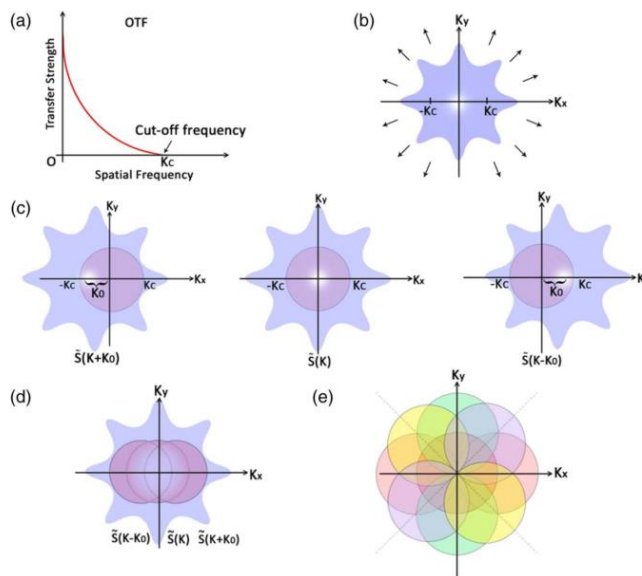 (a)
OTF
Transfer Strength
Cut-off frequency
O
Kc
Spatial Frequency
(b)
Ky
-Kc
Kc
Kx
(c)
Ky
-Kc
K0
Kc
Kx
S̃(K+K0)
Ky
-Kc
Kc
Kx
S̃(K)
Ky
-Kc
K0
Kc
S̃(K-K0)
(d)
Ky
Kx
S̃(K-K0) S̃(K) S̃(K+K0)
(e)
Ky
Kx